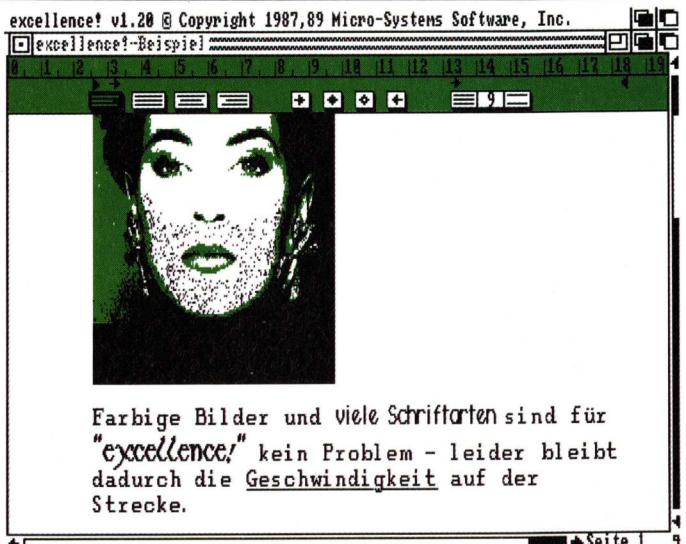 excellence! v1.20 © Copyright 1987,89 Micro-Systems Software, Inc.
excellence!-Beispiel
0 1 2 3 4 5 6 7 8 9 10 11 12 13 14 15 16 17 18 19
9
Farbige Bilder und viele Schriftarten sind für
"excellence!" kein Problem - leider bleibt
dadurch die Geschwindigkeit auf der
Strecke.
Seite 1